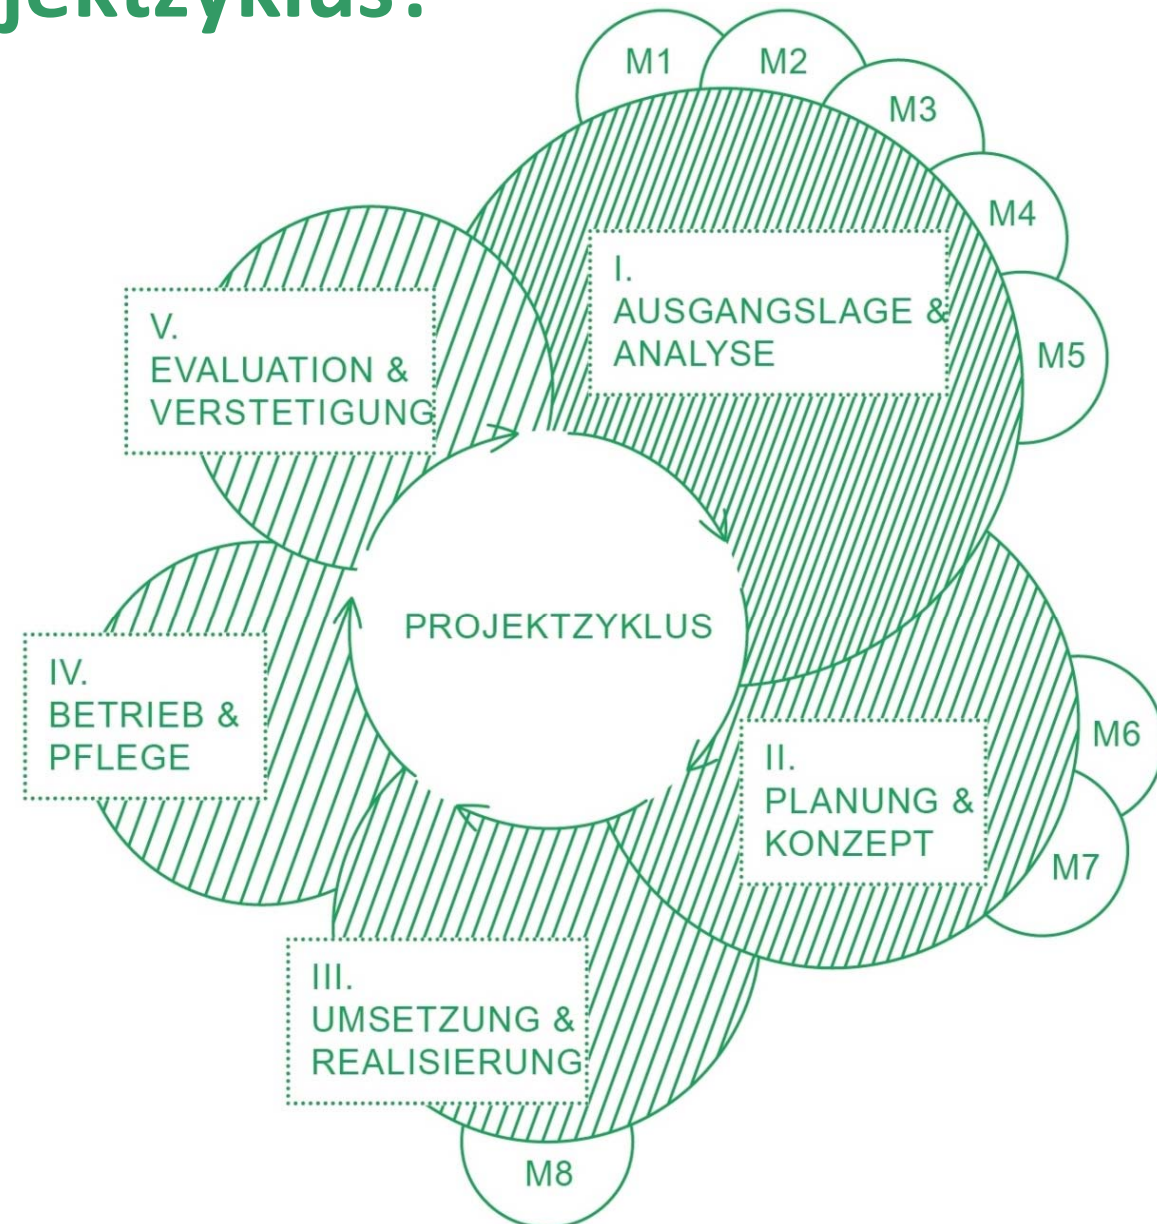 jektzyklus?
M1
M2
M3
M4
M5
I.
AUSGANGSLAGE &
ANALYSE
V.
EVALUATION &
VERSTETIGUNG
PROJEKTZYKLUS
IV.
BETRIEB &
PFLEGE
II.
PLANUNG &
KONZEPT
M6
M7
III.
UMSETZUNG &
REALISIERUNG
M8